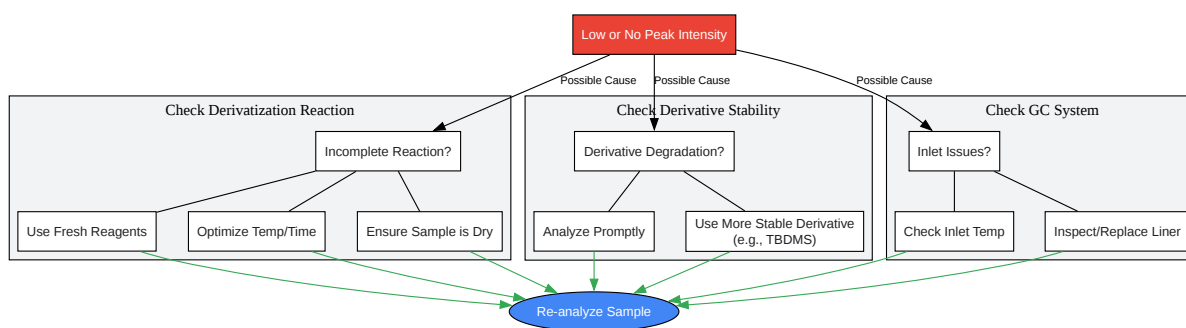 Low or No Peak Intensity
Possible Cause
Possible Cause
Possible Cause
Check Derivatization Reaction
Check Derivative Stability
Check GC System
Incomplete Reaction?
Derivative Degradation?
Inlet Issues?
Use Fresh Reagents
Optimize Temp/Time
Ensure Sample is Dry
Analyze Promptly
Use More Stable Derivative
(e.g., TBDMS)
Check Inlet Temp
Inspect/Replace Liner
Re-analyze Sample